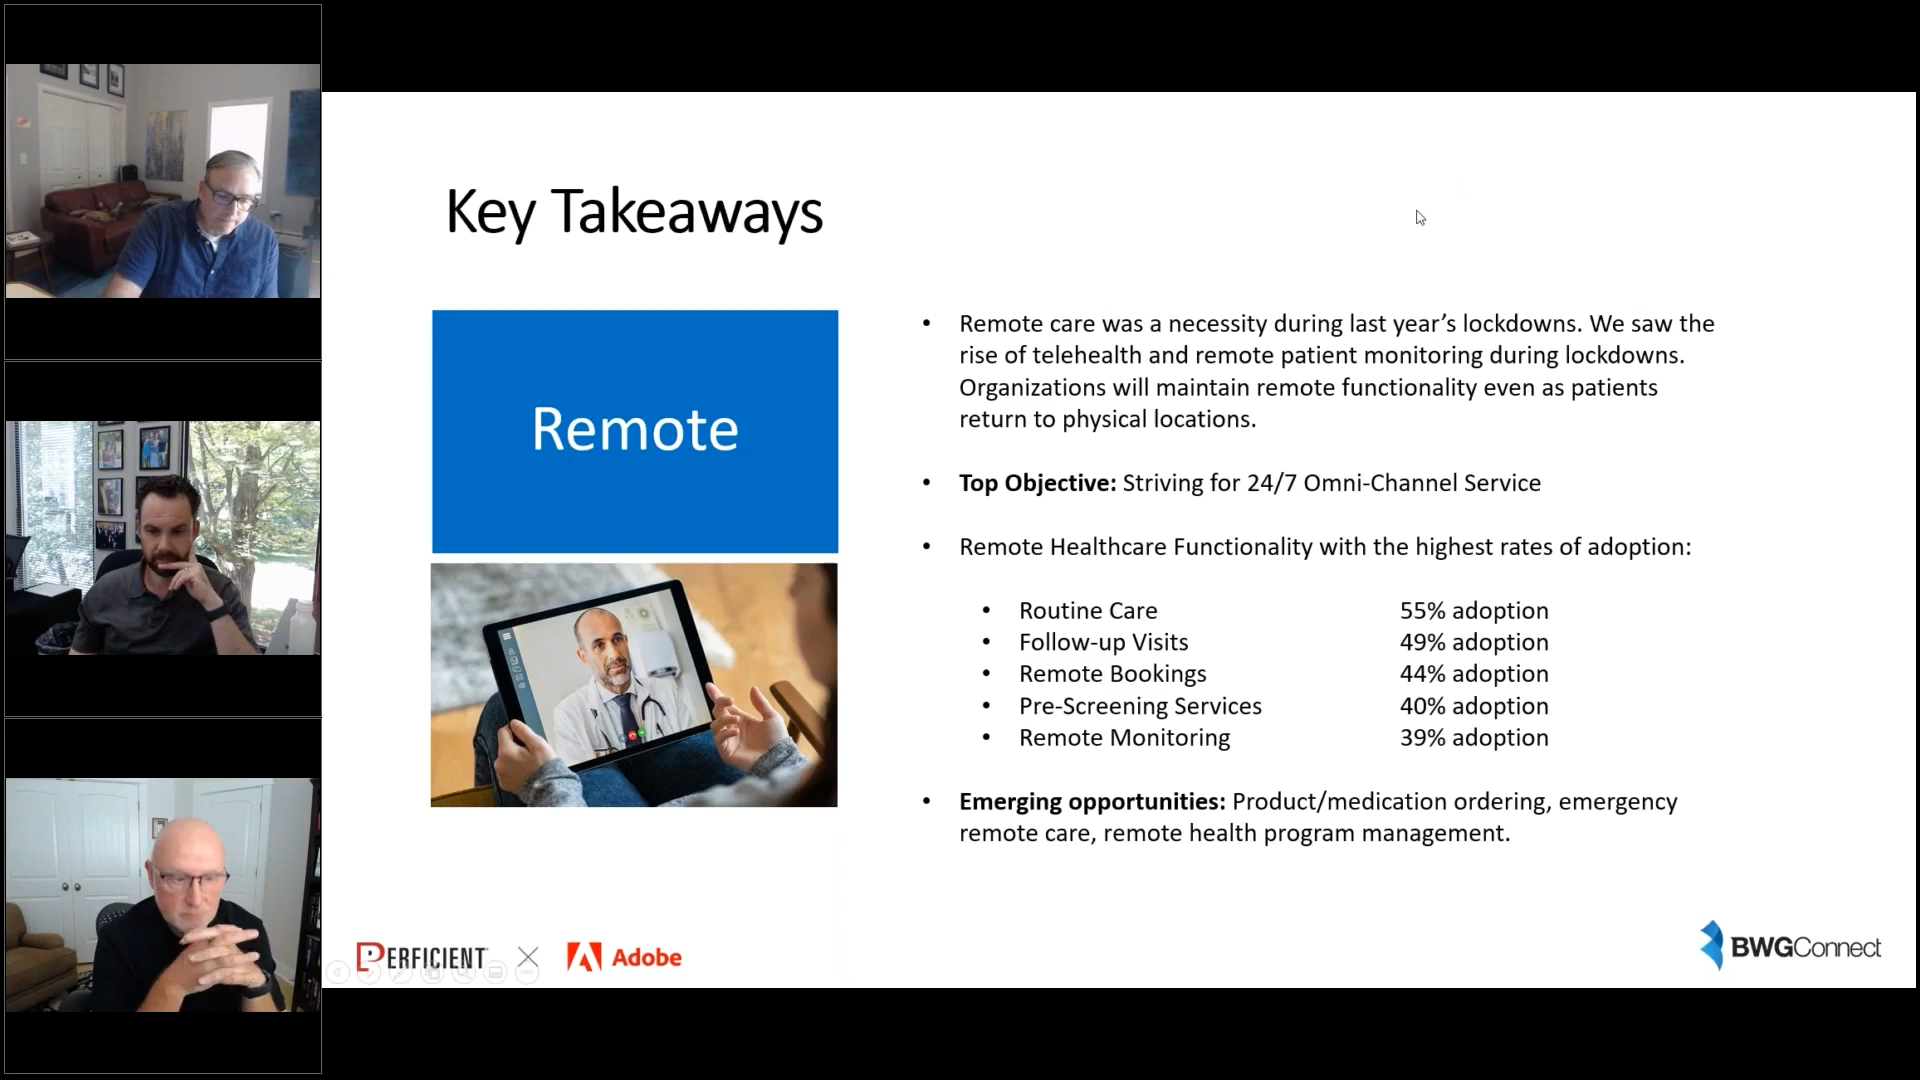 Key Takeaways
Remote
• Remote care was a necessity during last year’s lockdowns. We saw the
rise of telehealth and remote patient monitoring during lockdowns.
Organizations will maintain remote functionality even as patients
return to physical locations.
• Top Objective: Striving for 24/7 Omni-Channel Service
• Remote Healthcare Functionality with the highest rates of adoption:
• Routine Care 55% adoption
• Follow-up Visits 49% adoption
• Remote Bookings 44% adoption
• Pre-Screening Services 40% adoption
• Remote Monitoring 39% adoption
• Emerging opportunities: Product/medication ordering, emergency
remote care, remote health program management.
PERFICIENT
Adobe
BWGConnect